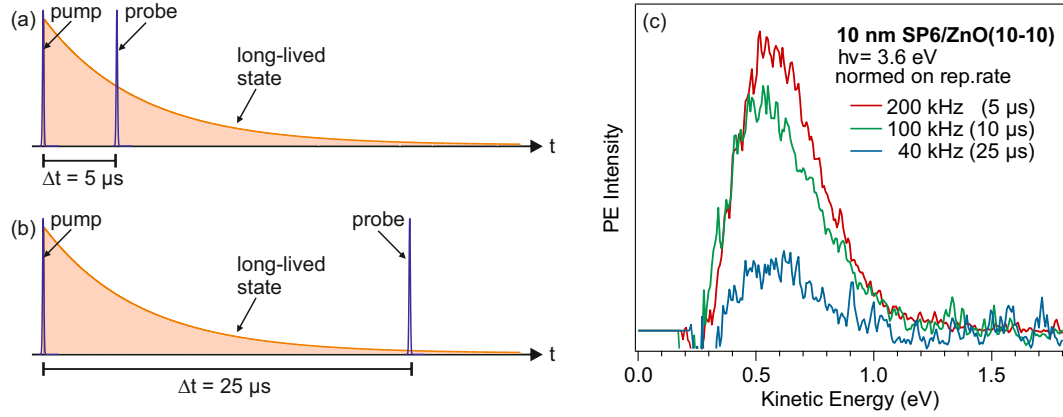 (a)
pump
probe
long-lived
state
t
Δt = 5 µs
(b)
pump
probe
long-lived
state
t
Δt = 25 µs
(c)
10 nm SP6/ZnO(10-10)
hν= 3.6 eV
normed on rep.rate
200 kHz (5 µs)
100 kHz (10 µs)
40 kHz (25 µs)
PE Intensity
0.0 0.5 1.0 1.5
Kinetic Energy (eV)